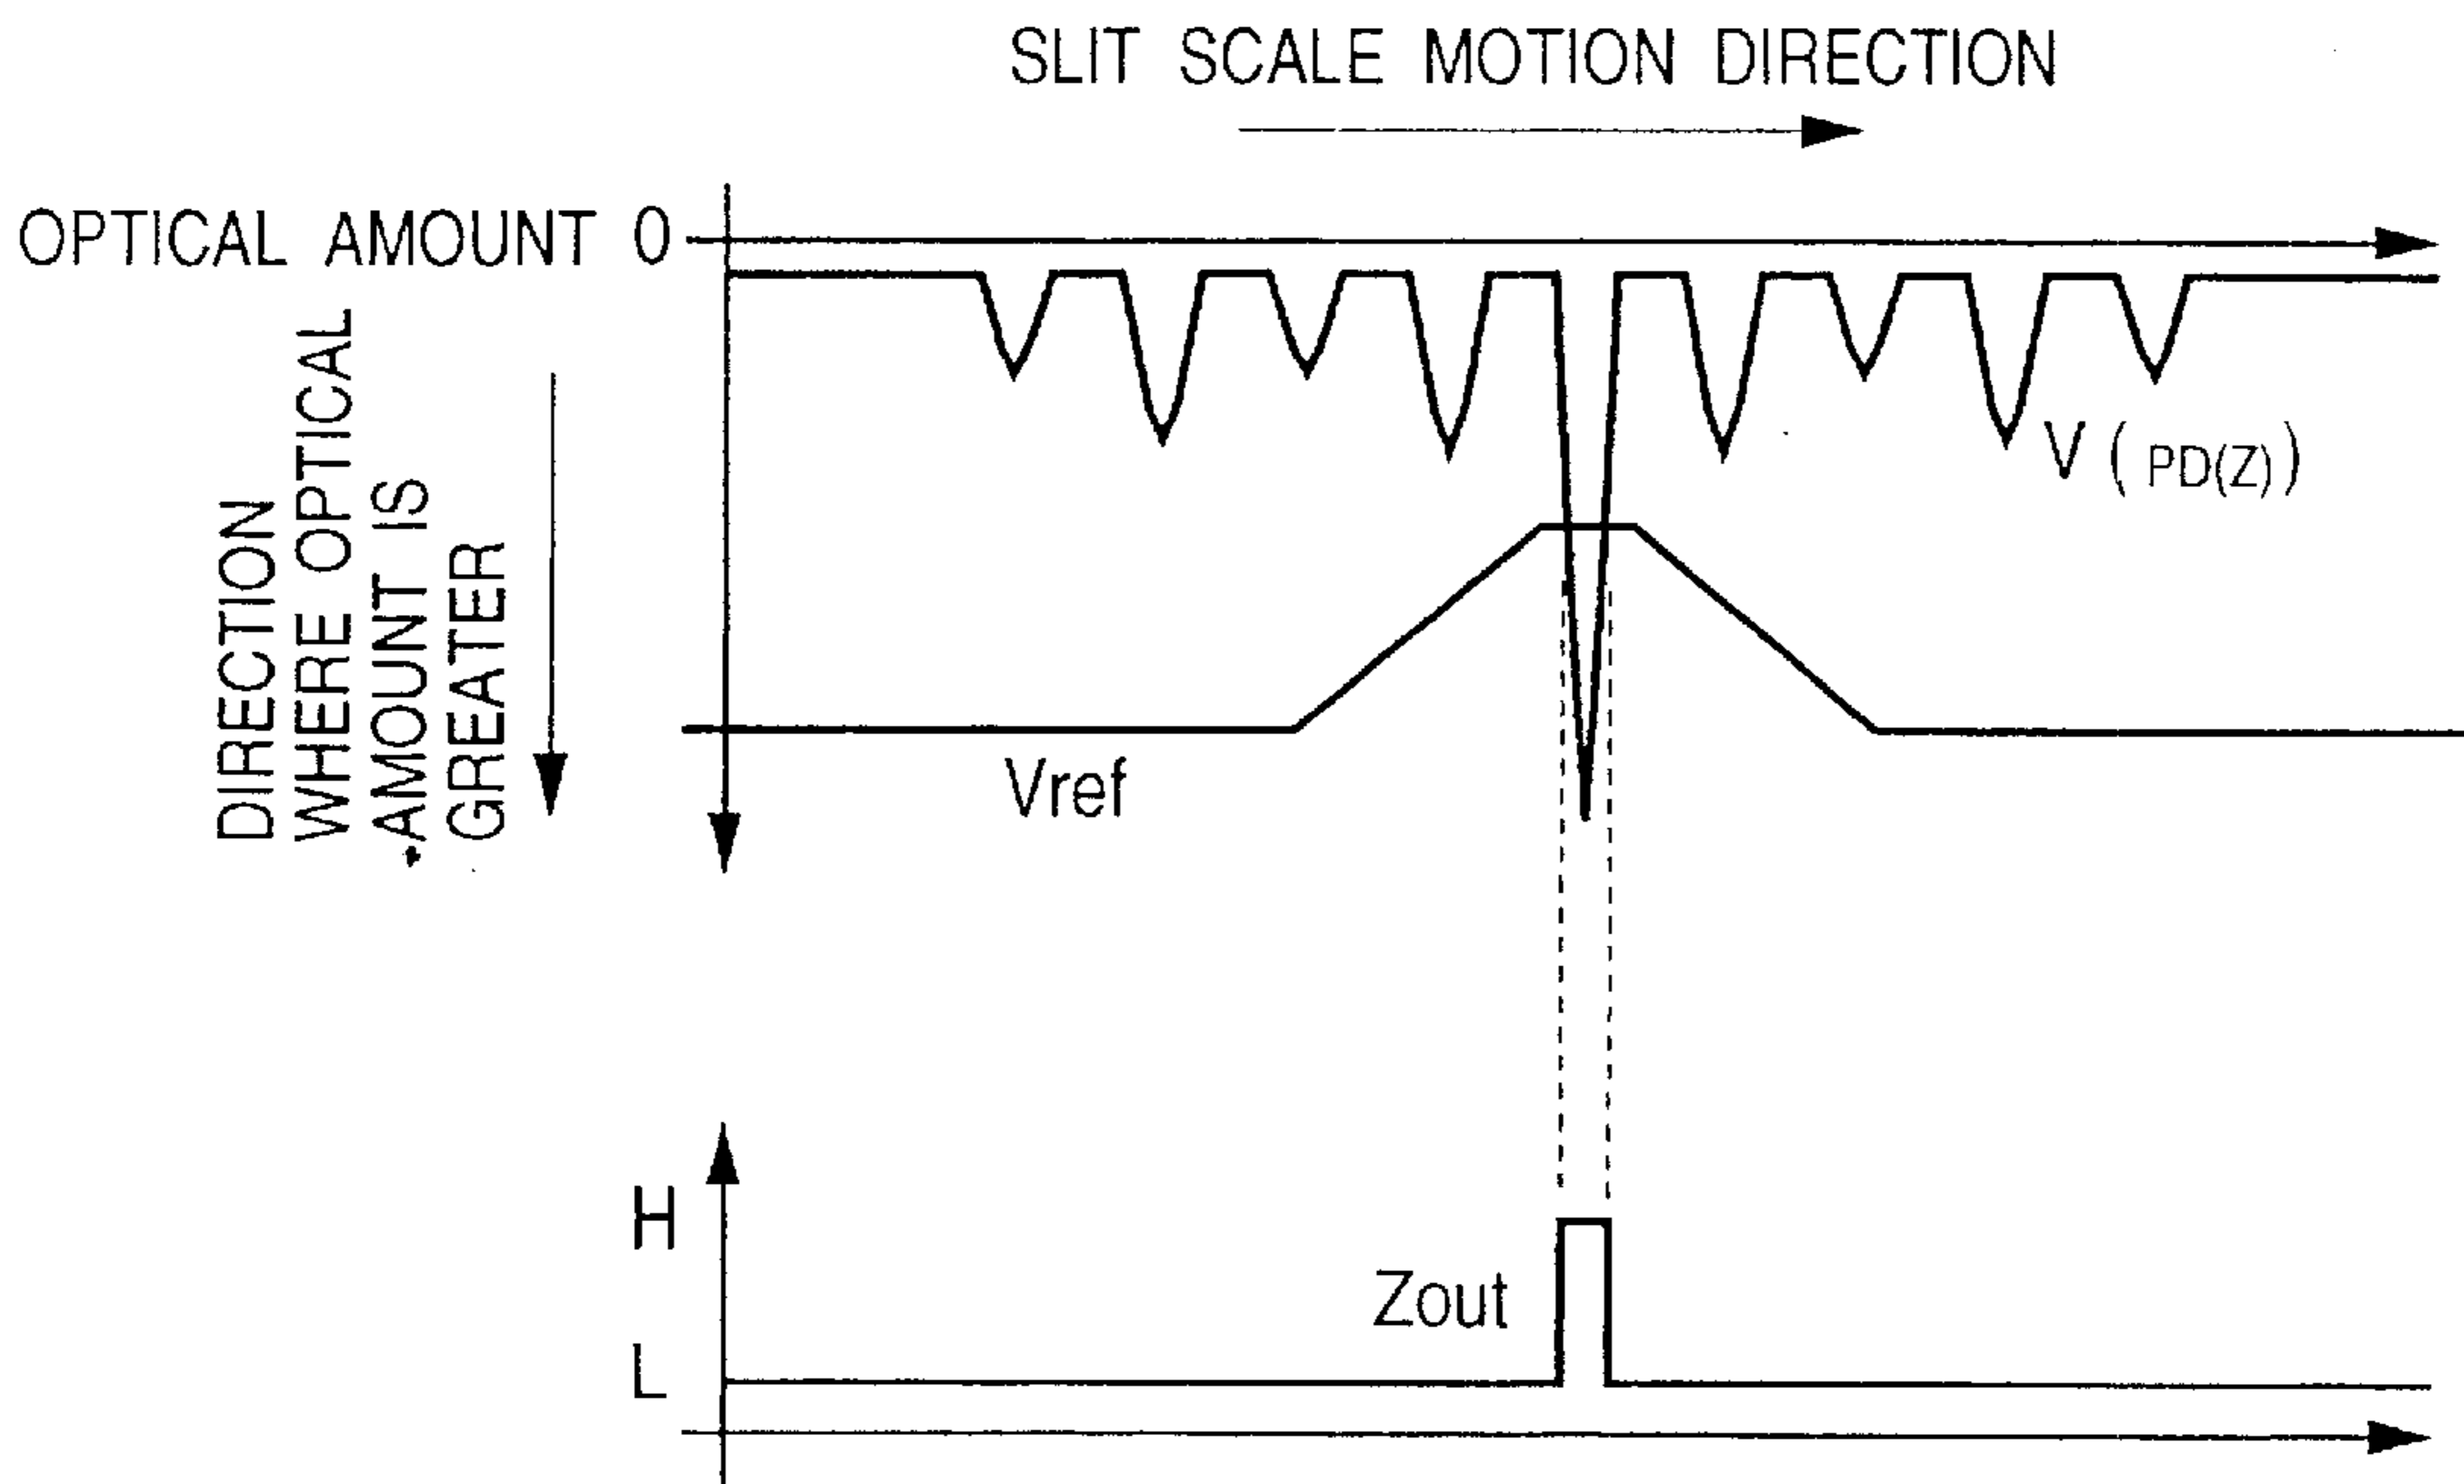 SLIT SCALE MOTION DIRECTION
OPTICAL AMOUNT 0
DIRECTION
WHERE OPTICAL
AMOUNT IS
GREATER
V (PD(Z))
Vref
H
Zout
L